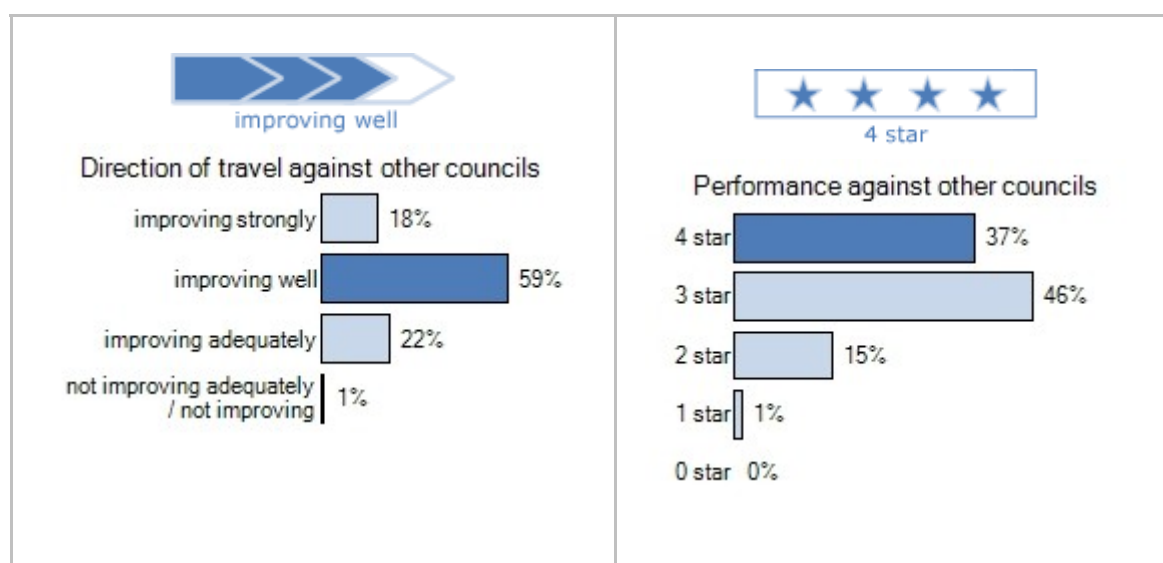 improving well
Direction of travel against other councils
improving strongly 18%
improving well 59%
improving adequately 22%
not improving adequately
/ not improving 1%
4 star
Performance against other councils
4 star 37%
3 star 46%
2 star 15%
1 star 1%
0 star 0%